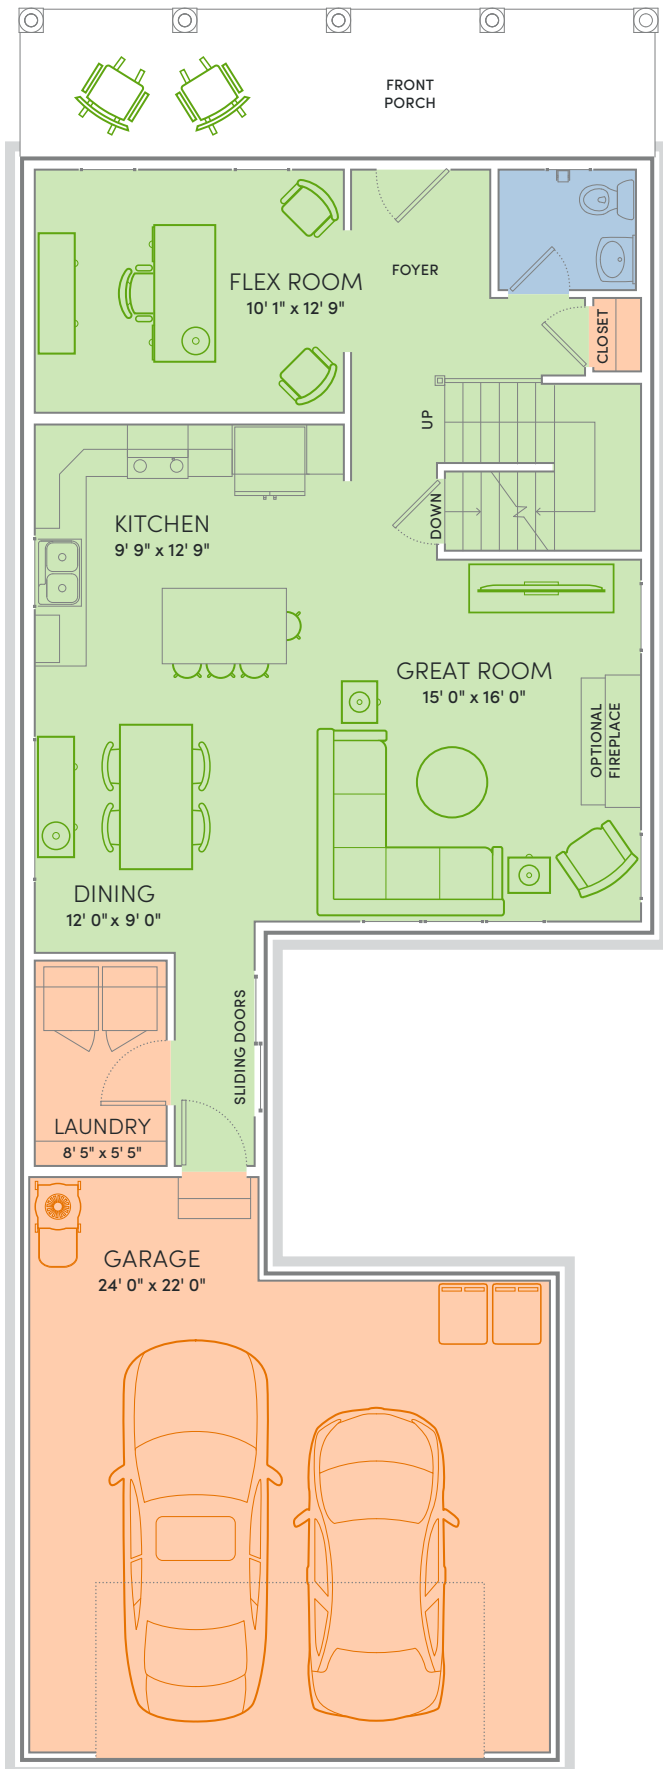 FRONT
PORCH
FLEX ROOM
10' 1" x 12' 9"
FOYER
CLOSET
UP
DOWN
KITCHEN
9' 9" x 12' 9"
GREAT ROOM
15' 0" x 16' 0"
OPTIONAL
FIREPLACE
DINING
12' 0" x 9' 0"
SLIDING DOORS
LAUNDRY
8' 5" x 5' 5"
GARAGE
24' 0" x 22' 0"